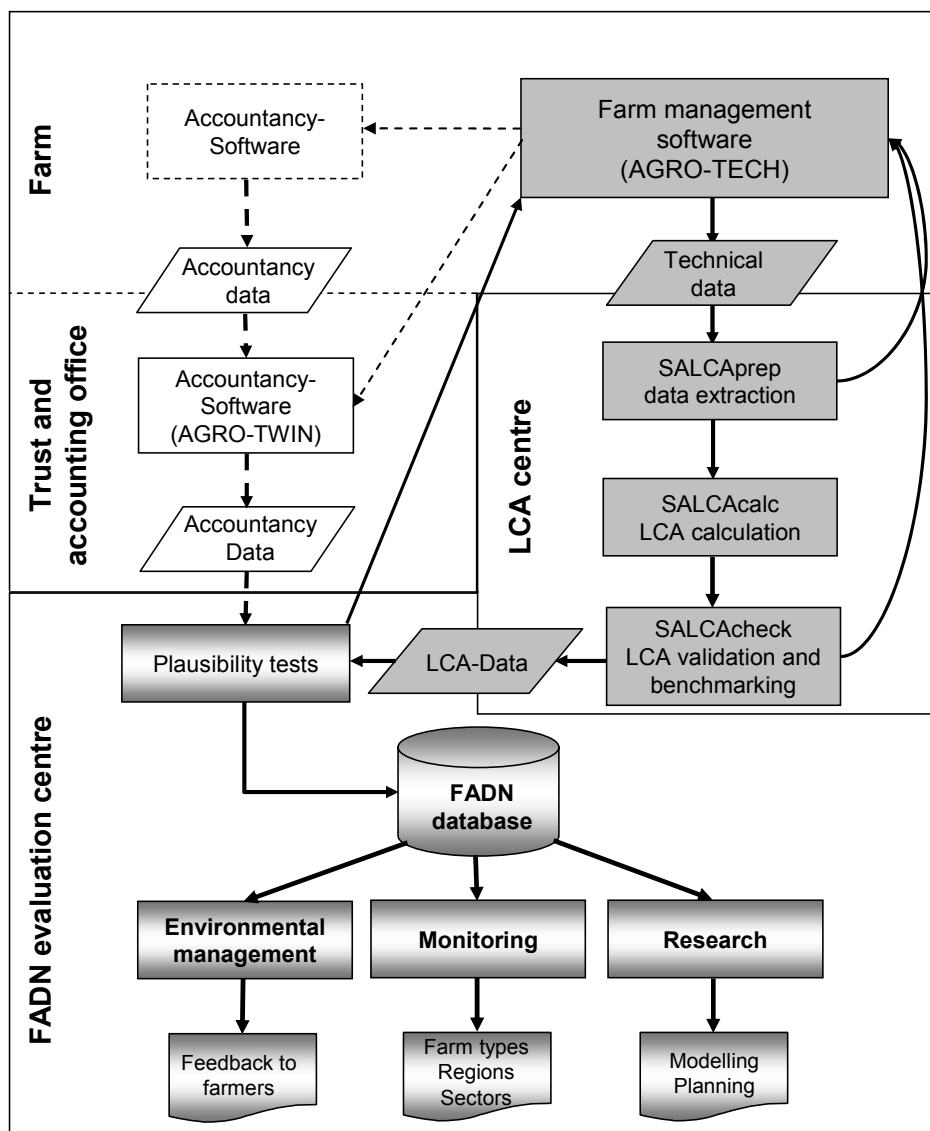 Farm
Accountancy-
Software
Farm management
software
(AGRO-TECH)
Accountancy
data
Technical
data
Trust and
accounting office
Accountancy-
Software
(AGRO-TWIN)
Accountancy
Data
LCA centre
SALCAprep
data extraction
SALCAcalc
LCA calculation
SALCAcheck
LCA validation and
benchmarking
FADN evaluation centre
Plausibility tests
LCA-Data
FADN
database
Environmental
management
Monitoring
Research
Feedback to
farmers
Farm types
Regions
Sectors
Modelling
Planning